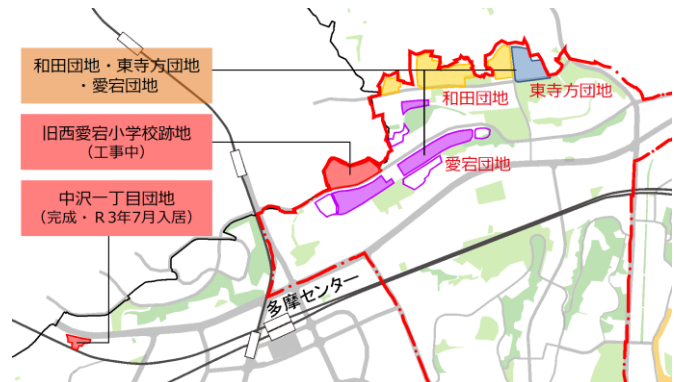 和田団地・東寺方団地
・愛宕団地
旧西愛宕小学校跡地
(工事中)
中沢一丁目団地
(完成・R3年7月入居)
和田団地
東寺方団地
愛宕団地
多摩センター